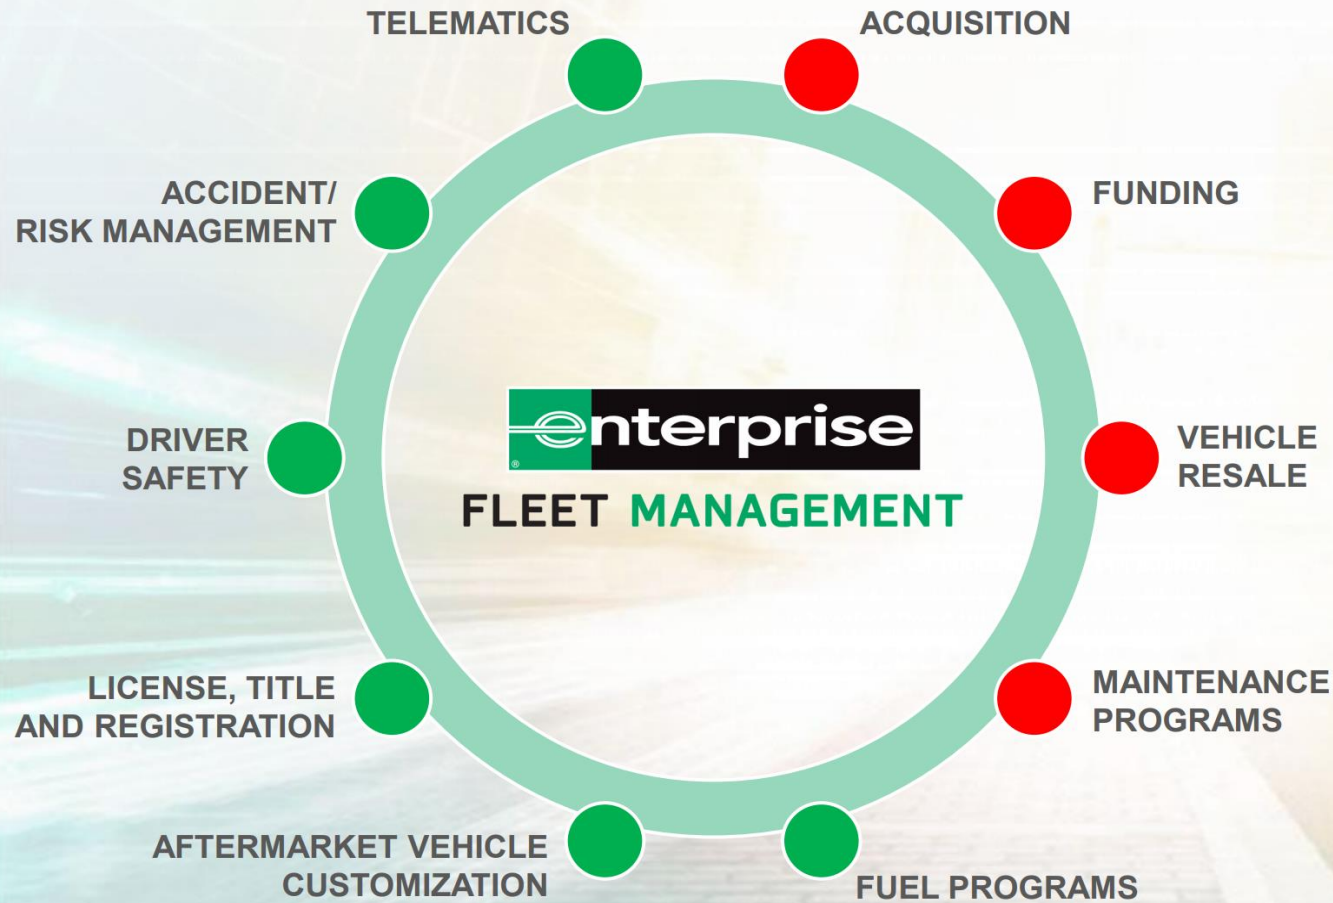 TELEMATICS
ACQUISITION
ACCIDENT/
RISK MANAGEMENT
FUNDING
DRIVER
SAFETY
enterprise
®
FLEET MANAGEMENT
VEHICLE
RESALE
LICENSE, TITLE
AND REGISTRATION
MAINTENANCE
PROGRAMS
AFTERMARKET VEHICLE
CUSTOMIZATION
FUEL PROGRAMS